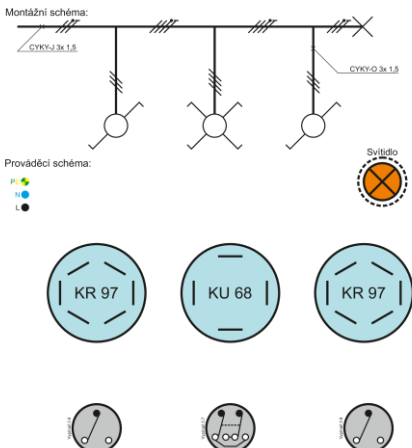 Montážní schéma:
CYKY-J 3x 1,5
CYKY-O 3x 1,5
Prováděcí schéma:
Svítidlo
PE
N
L
KR 97
KU 68
KR 97